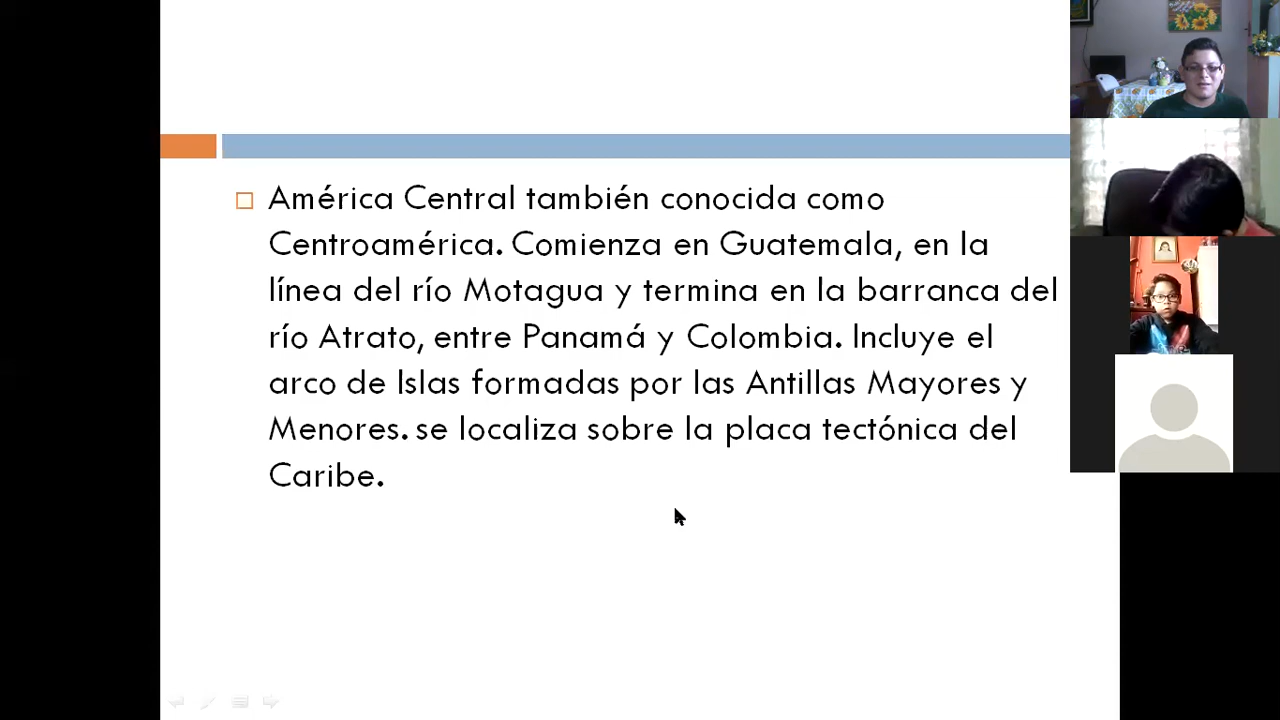 América Central también conocida como
Centroamérica. Comienza en Guatemala, en la
línea del río Motagua y termina en la barranca del
río Atrato, entre Panamá y Colombia. Incluye el
arco de Islas formadas por las Antillas Mayores y
Menores. se localiza sobre la placa tectónica del
Caribe.